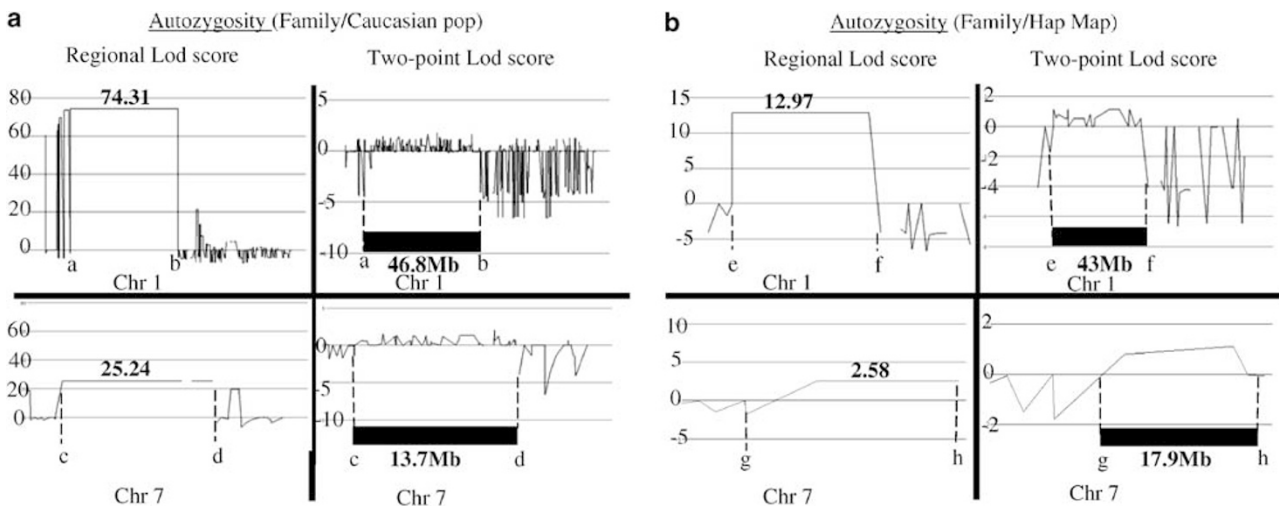 a
Autozygosity (Family/Caucasian pop)
Regional Lod score
Two-point Lod score
80
60
40
20
0
74.31
a
b
Chr 1
5
0
-5
-10
a
46.8Mb
b
Chr 1
60
40
20
0
25.24
c
d
Chr 7
0
-5
-10
c
13.7Mb
d
Chr 7
b
Autozygosity (Family/Hap Map)
Regional Lod score
Two-point Lod score
15
10
5
0
-5
12.97
e
f
Chr 1
2
0
-2
-4
e
43Mb
f
Chr 1
10
5
0
-5
2.58
g
h
Chr 7
2
0
-2
g
17.9Mb
h
Chr 7